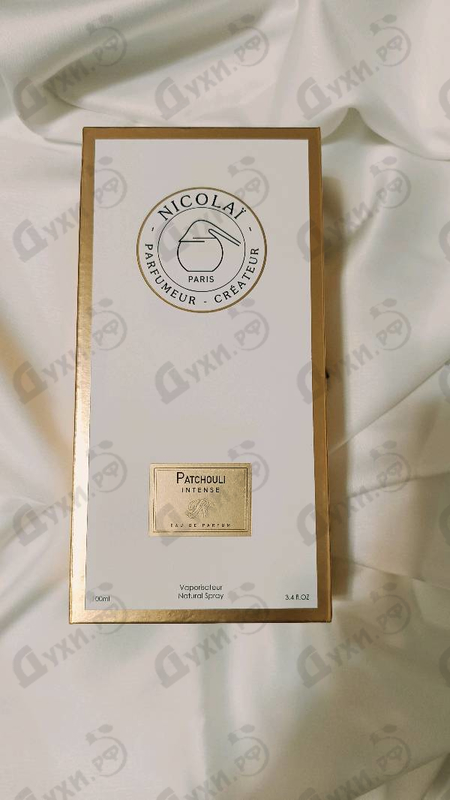 NICOLAÏ
PARFUMEUR - CRÉATEUR
PARIS
PATCHOULI
INTENSE
EAU DE PARFUM
Vaporisateur
Natural Spray
100ml
3.4 fl.OZ
Духи.РФ